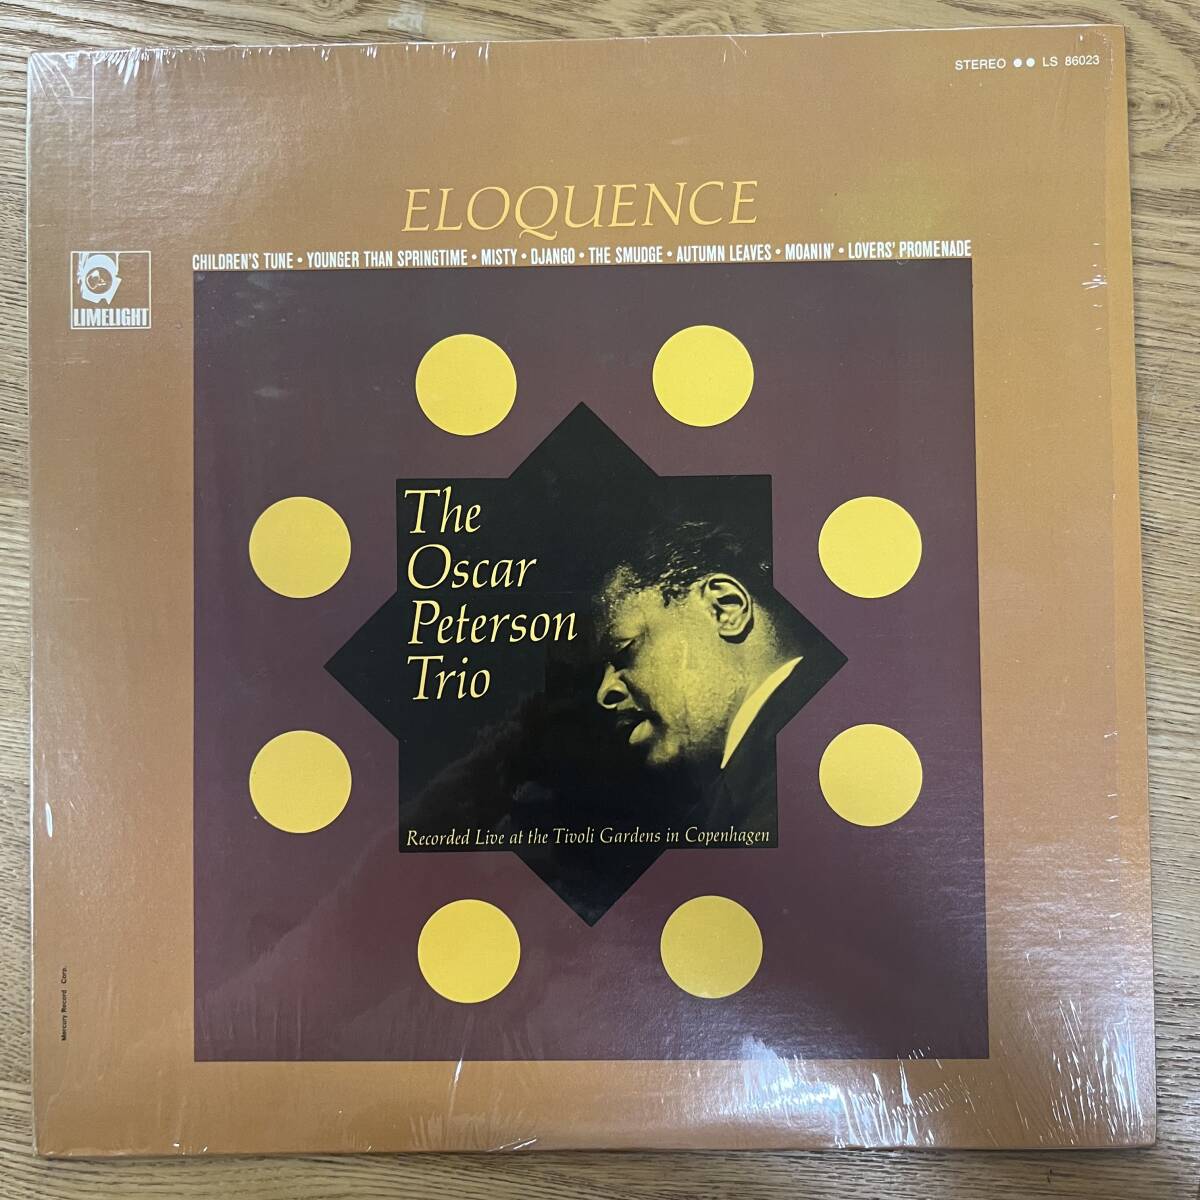 STEREO ●● LS 86023
ELOQUENCE
CHILDREN'S TUNE • YOUNGER THAN SPRINGTIME • MISTY • DJANGO • THE SMUDGE • AUTUMN LEAVES • MOANIN' • LOVERS' PROMENADE
LIMELIGHT
The
Oscar
Peterson
Trio
Recorded Live at the Tivoli Gardens in Copenhagen
Mercury Record Corp.